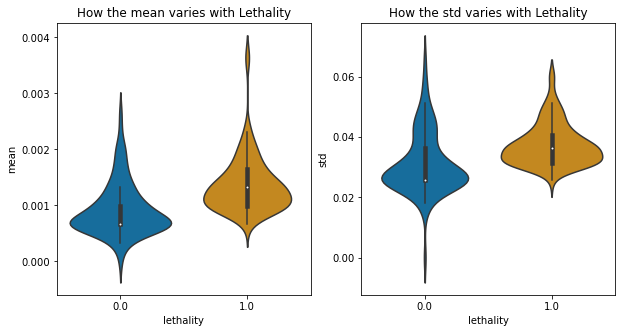 How the mean varies with Lethality
mean
0.004
0.003
0.002
0.001
0.000
0.0 1.0
lethality
How the std varies with Lethality
std
0.06
0.04
0.02
0.00
0.0 1.0
lethality